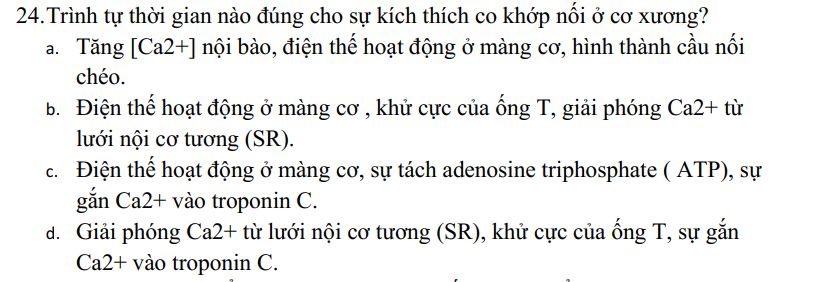 24.Trình tự thời gian nào đúng cho sự kích thích co khớp nối ở cơ xương?
a. Tăng [Ca2+] nội bào, điện thế hoạt động ở màng cơ, hình thành cầu nối
chéo.
b. Điện thế hoạt động ở màng cơ , khử cực của ống T, giải phóng Ca2+ từ
lưới nội cơ tương (SR).
c. Điện thế hoạt động ở màng cơ, sự tách adenosine triphosphate ( ATP), sự
gắn Ca2+ vào troponin C.
d. Giải phóng Ca2+ từ lưới nội cơ tương (SR), khử cực của ống T, sự gắn
Ca2+ vào troponin C.